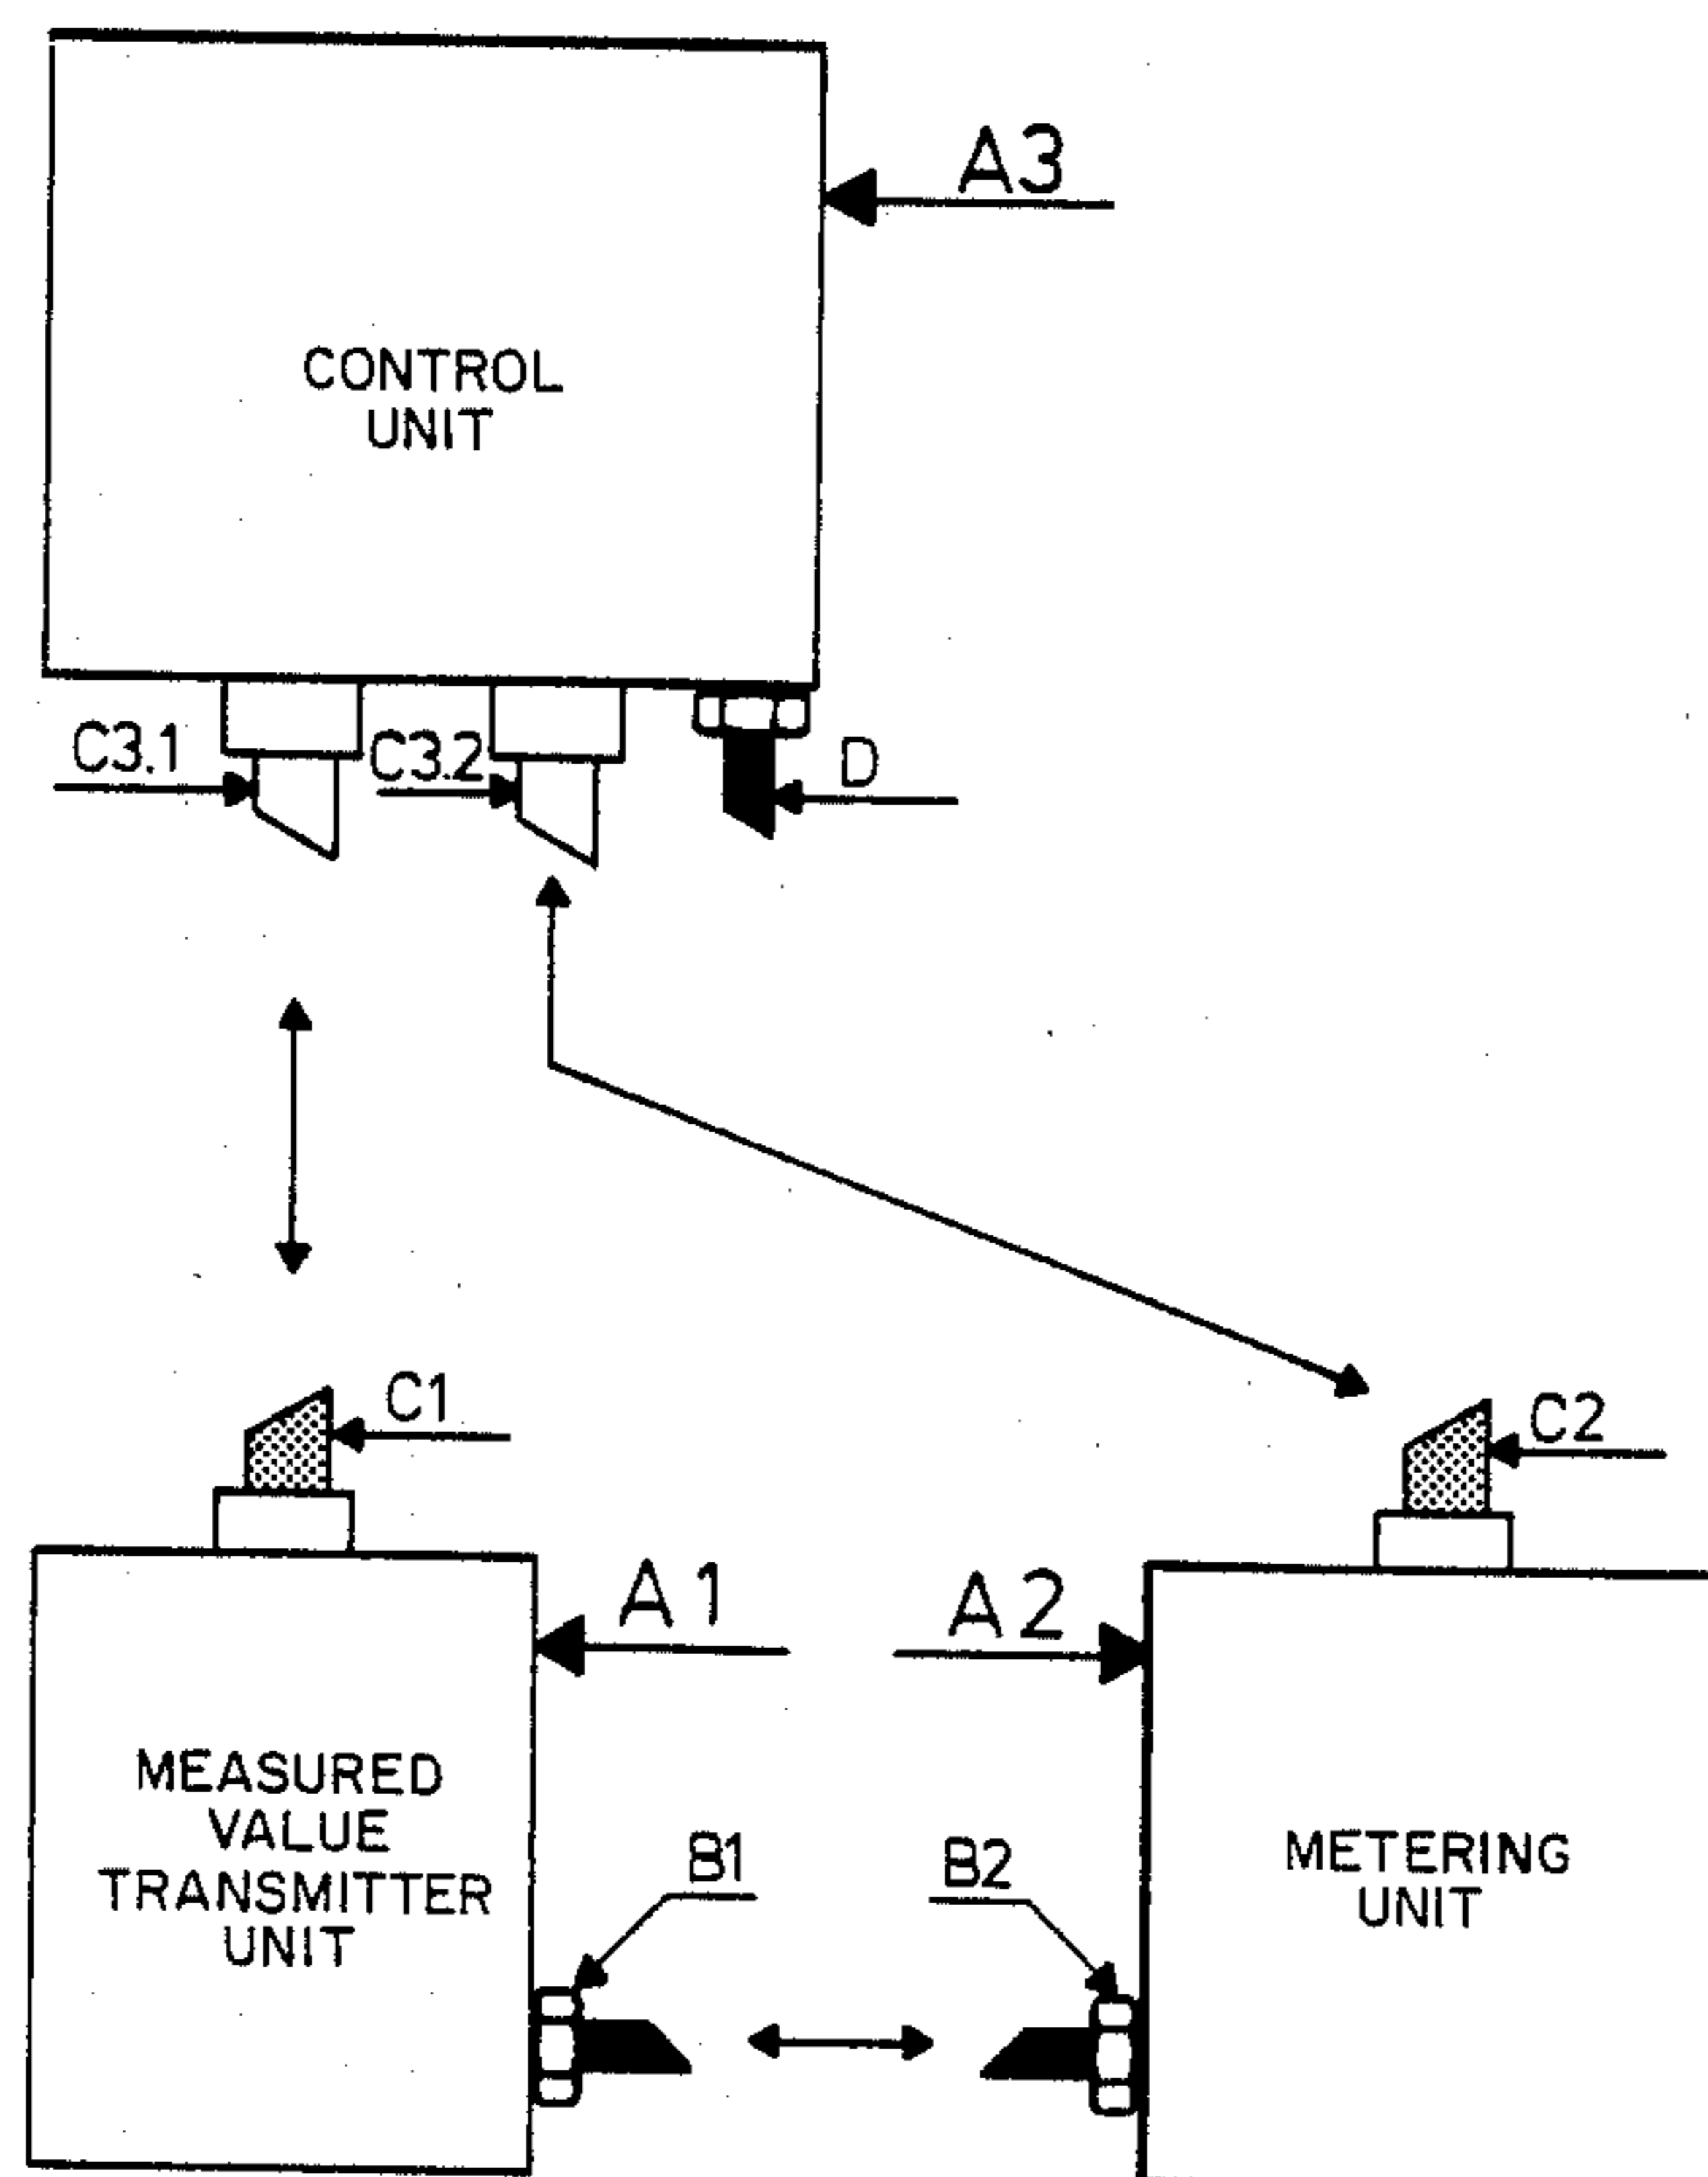 A3
CONTROL
UNIT
C3.1
C3.2
D
C1
C2
A1
A2
MEASURED
VALUE
TRANSMITTER
UNIT
B1
B2
METERING
UNIT